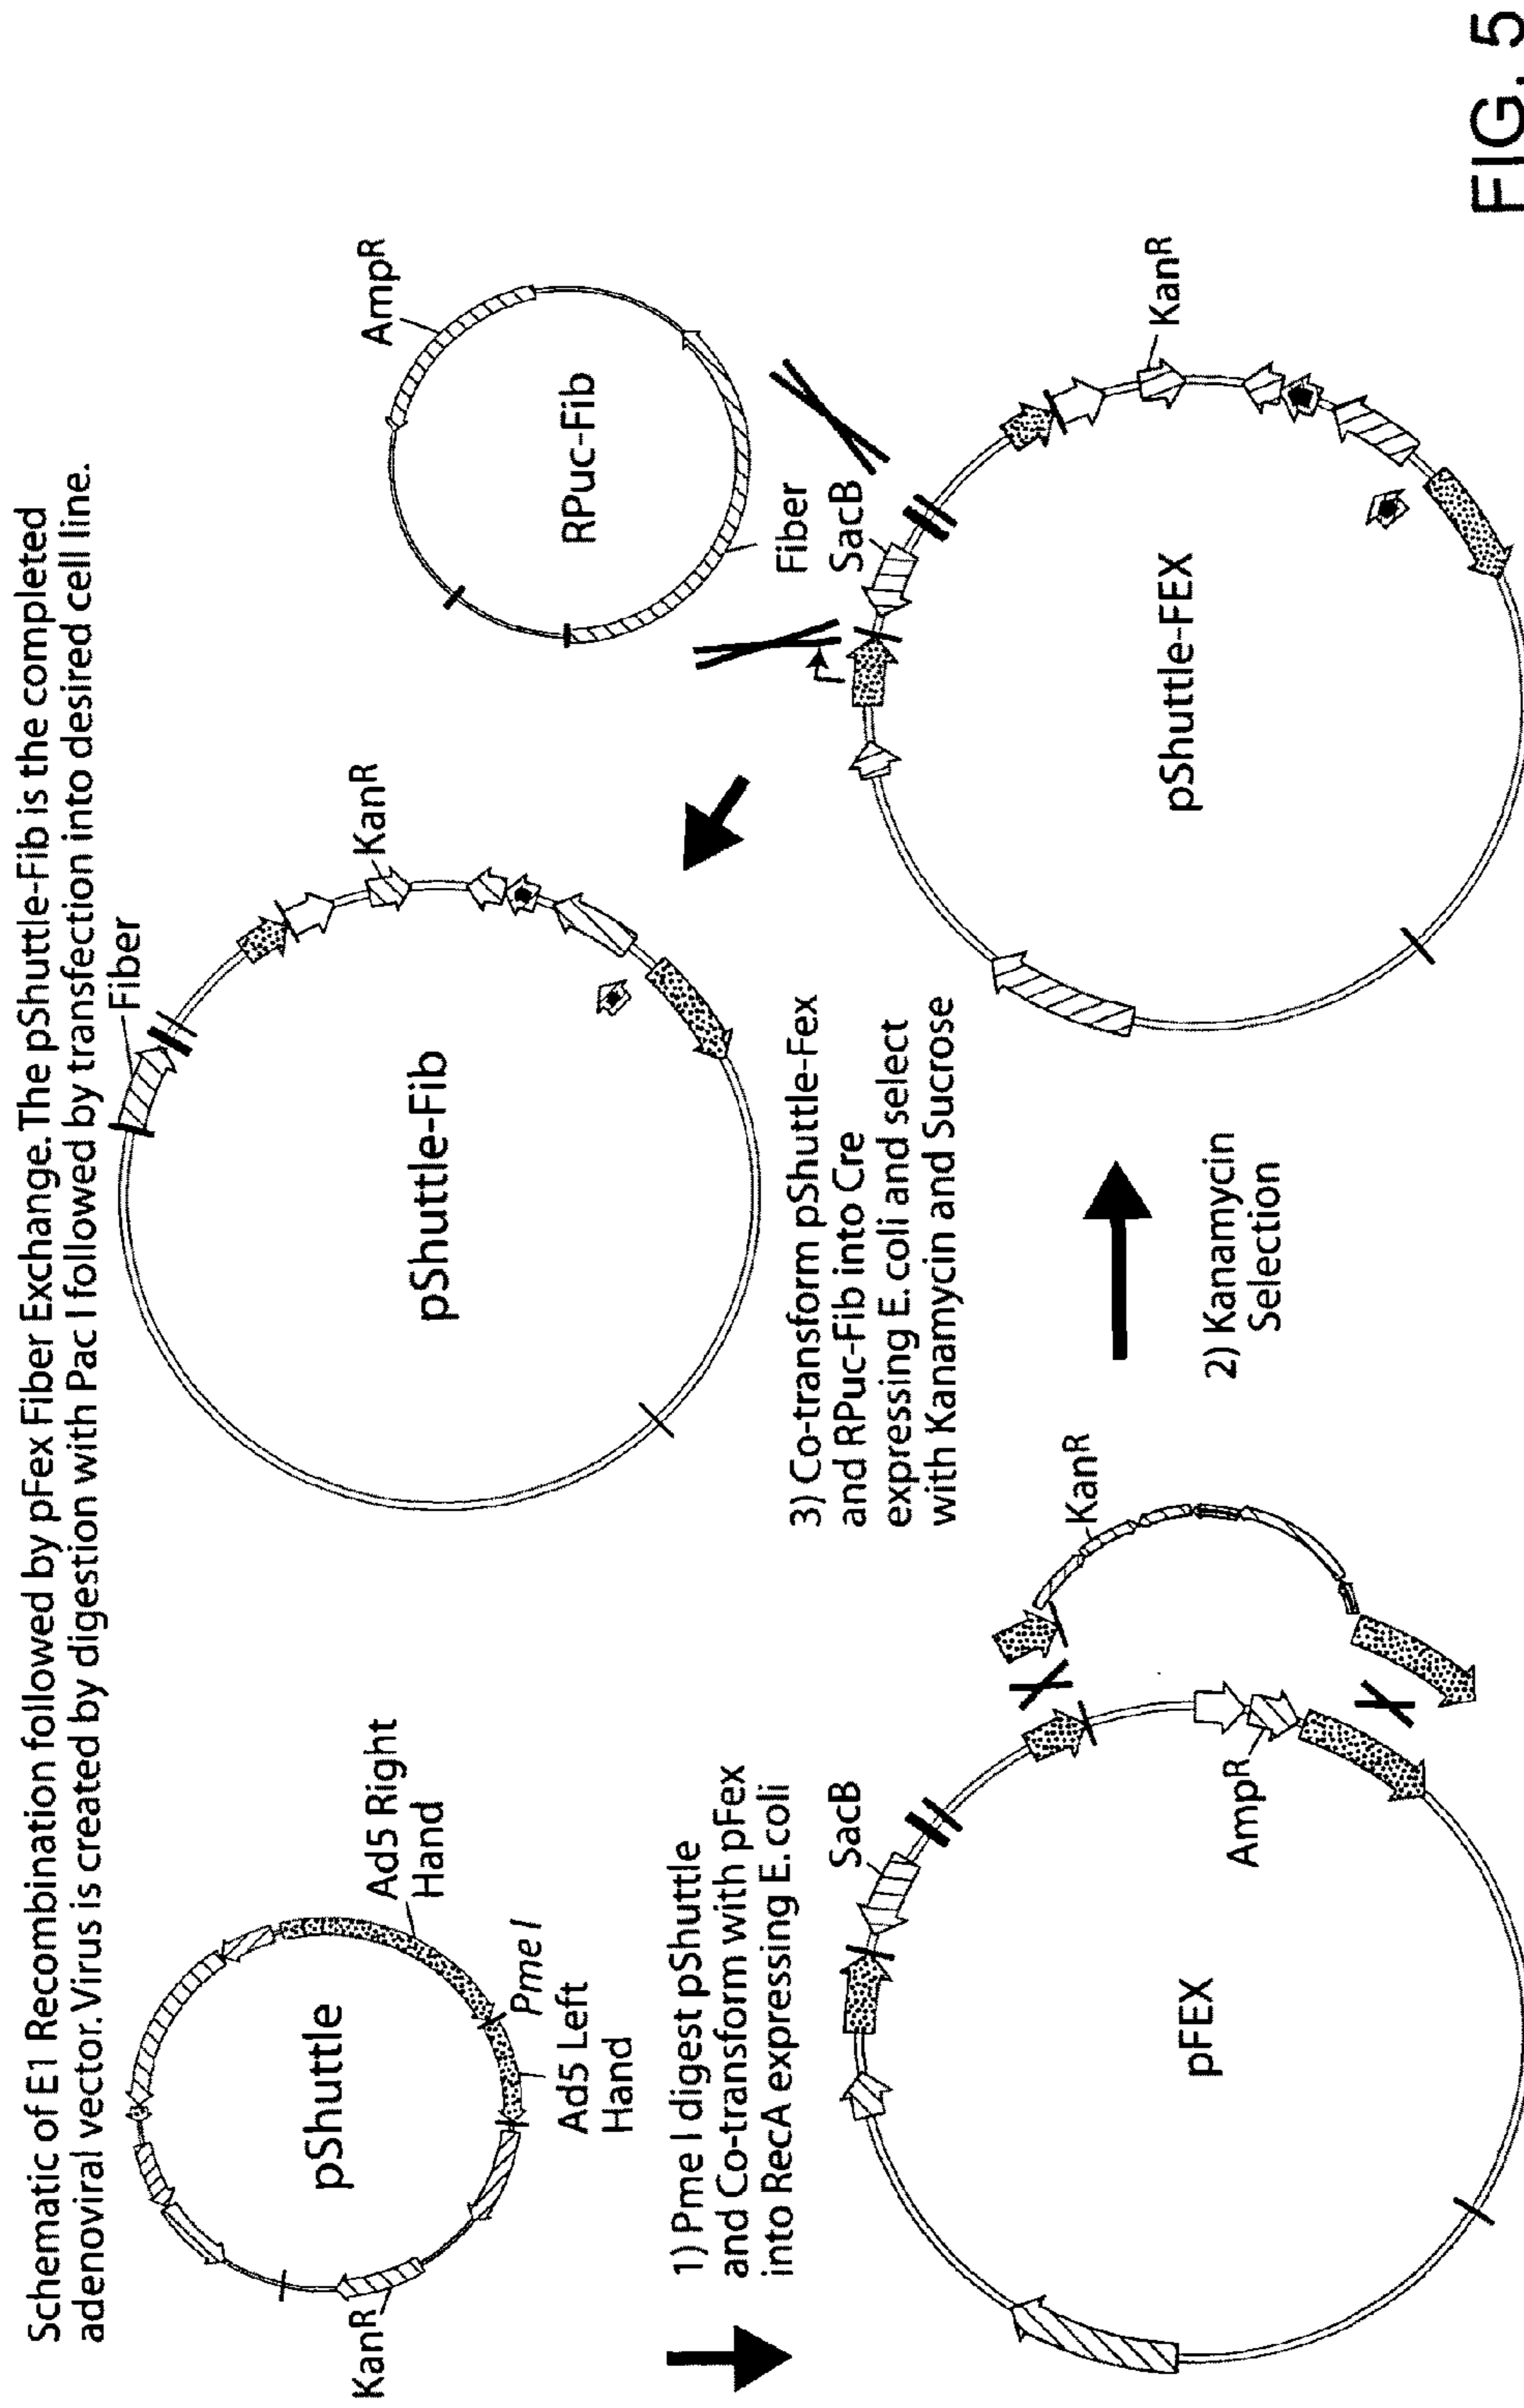 Schematic of E1 Recombination followed by pFex Fiber Exchange. The pShuttle-Fib is the completed
adenoviral vector. Virus is created by digestion with Pac I followed by transfection into desired cell line.
pShuttle
KanR
Ad5 Right
Hand
Pme I
Ad5 Left
Hand
1) Pme I digest pShuttle
and Co-transform with pFex
into RecA expressing E. coli
pFEX
SacB
AmpR
KanR
2) Kanamycin
Selection
pShuttle-FEX
SacB
KanR
RPuc-Fib
AmpR
Fiber
3) Co-transform pShuttle-Fex
and RPuc-Fib into Cre
expressing E. coli and select
with Kanamycin and Sucrose
pShuttle-Fib
Fiber
KanR
FIG. 5